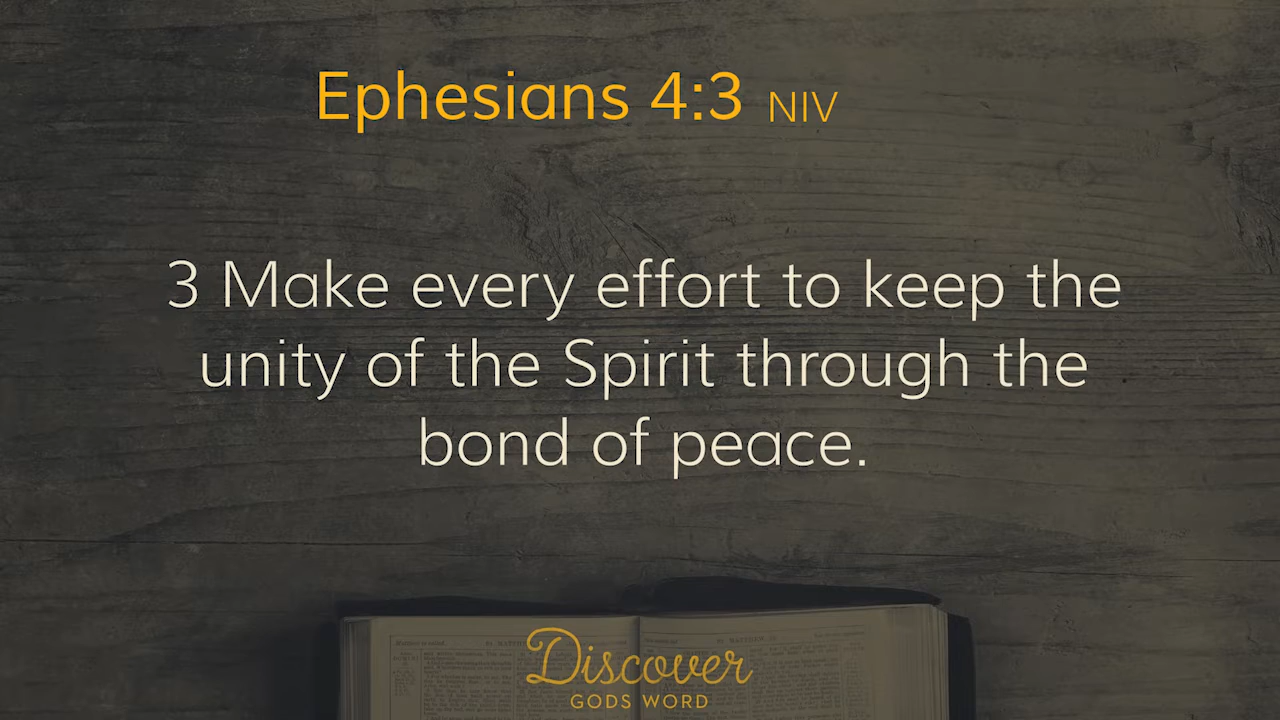 Ephesians 4:3 NIV
3 Make every effort to keep the
unity of the Spirit through the
bond of peace.
Discover
GODS WORD